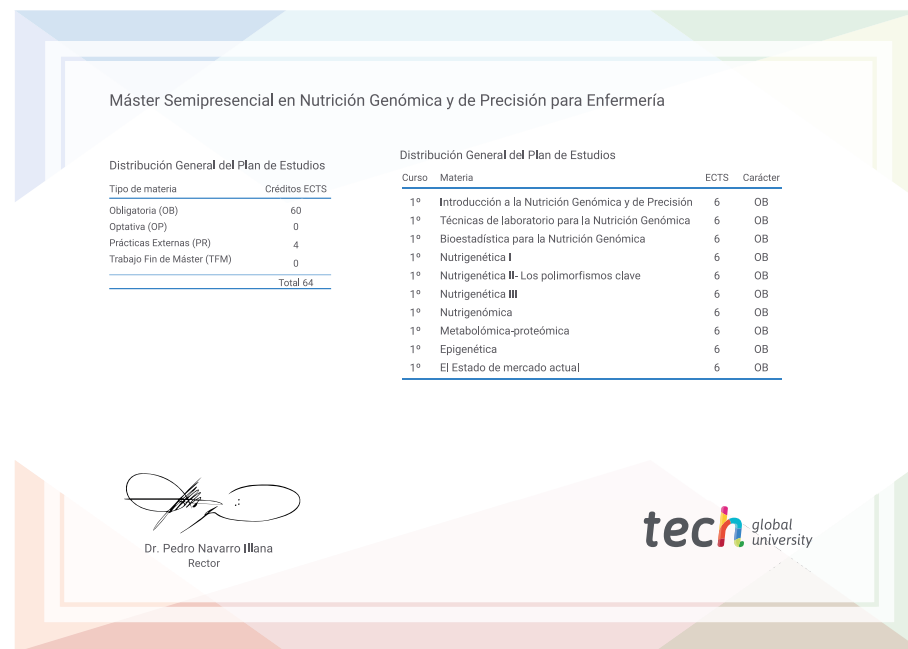 Máster Semipresencial en Nutrición Genómica y de Precisión para Enfermería
Distribución General del Plan de Estudios
Tipo de materia Créditos ECTS
Obligatoria (OB) 60
Optativa (OP) 0
Prácticas Externas (PR) 4
Trabajo Fin de Máster (TFM) 0
Total 64
Distribución General del Plan de Estudios
Curso Materia ECTS Carácter
1º Introducción a la Nutrición Genómica y de Precisión 6 OB
1º Técnicas de laboratorio para la Nutrición Genómica 6 OB
1º Bioestadística para la Nutrición Genómica 6 OB
1º Nutrigenética I 6 OB
1º Nutrigenética II- Los polimorfismos clave 6 OB
1º Nutrigenética III 6 OB
1º Nutrigenómica 6 OB
1º Metabolómica-proteómica 6 OB
1º Epigenética 6 OB
1º El Estado de mercado actual 6 OB
Dr. Pedro Navarro Illana
Rector
tech global
university